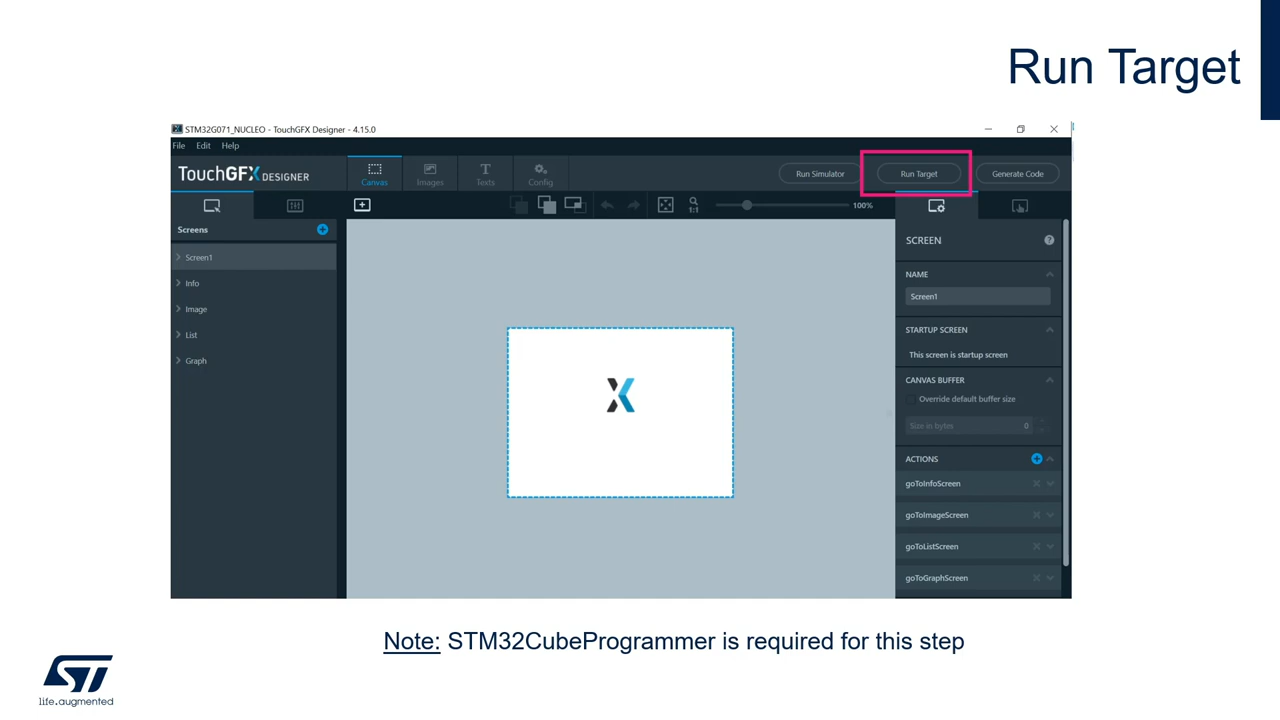 Run Target
STM32G071_NUCLEO - TouchGFX Designer - 4.15.0
File Edit Help
TouchGFX DESIGNER
Canvas
Images
Texts
Config
Run Simulator
Run Target
Generate Code
1:1
100%
Screens
Screen1
Info
Image
List
Graph
SCREEN
?
NAME
Screen1
STARTUP SCREEN
This screen is startup screen
CANVAS BUFFER
Override default buffer size
Size in bytes 0
ACTIONS
goToInfoScreen
goToImageScreen
goToListScreen
goToGraphScreen
Note: STM32CubeProgrammer is required for this step
ST
life.augmented